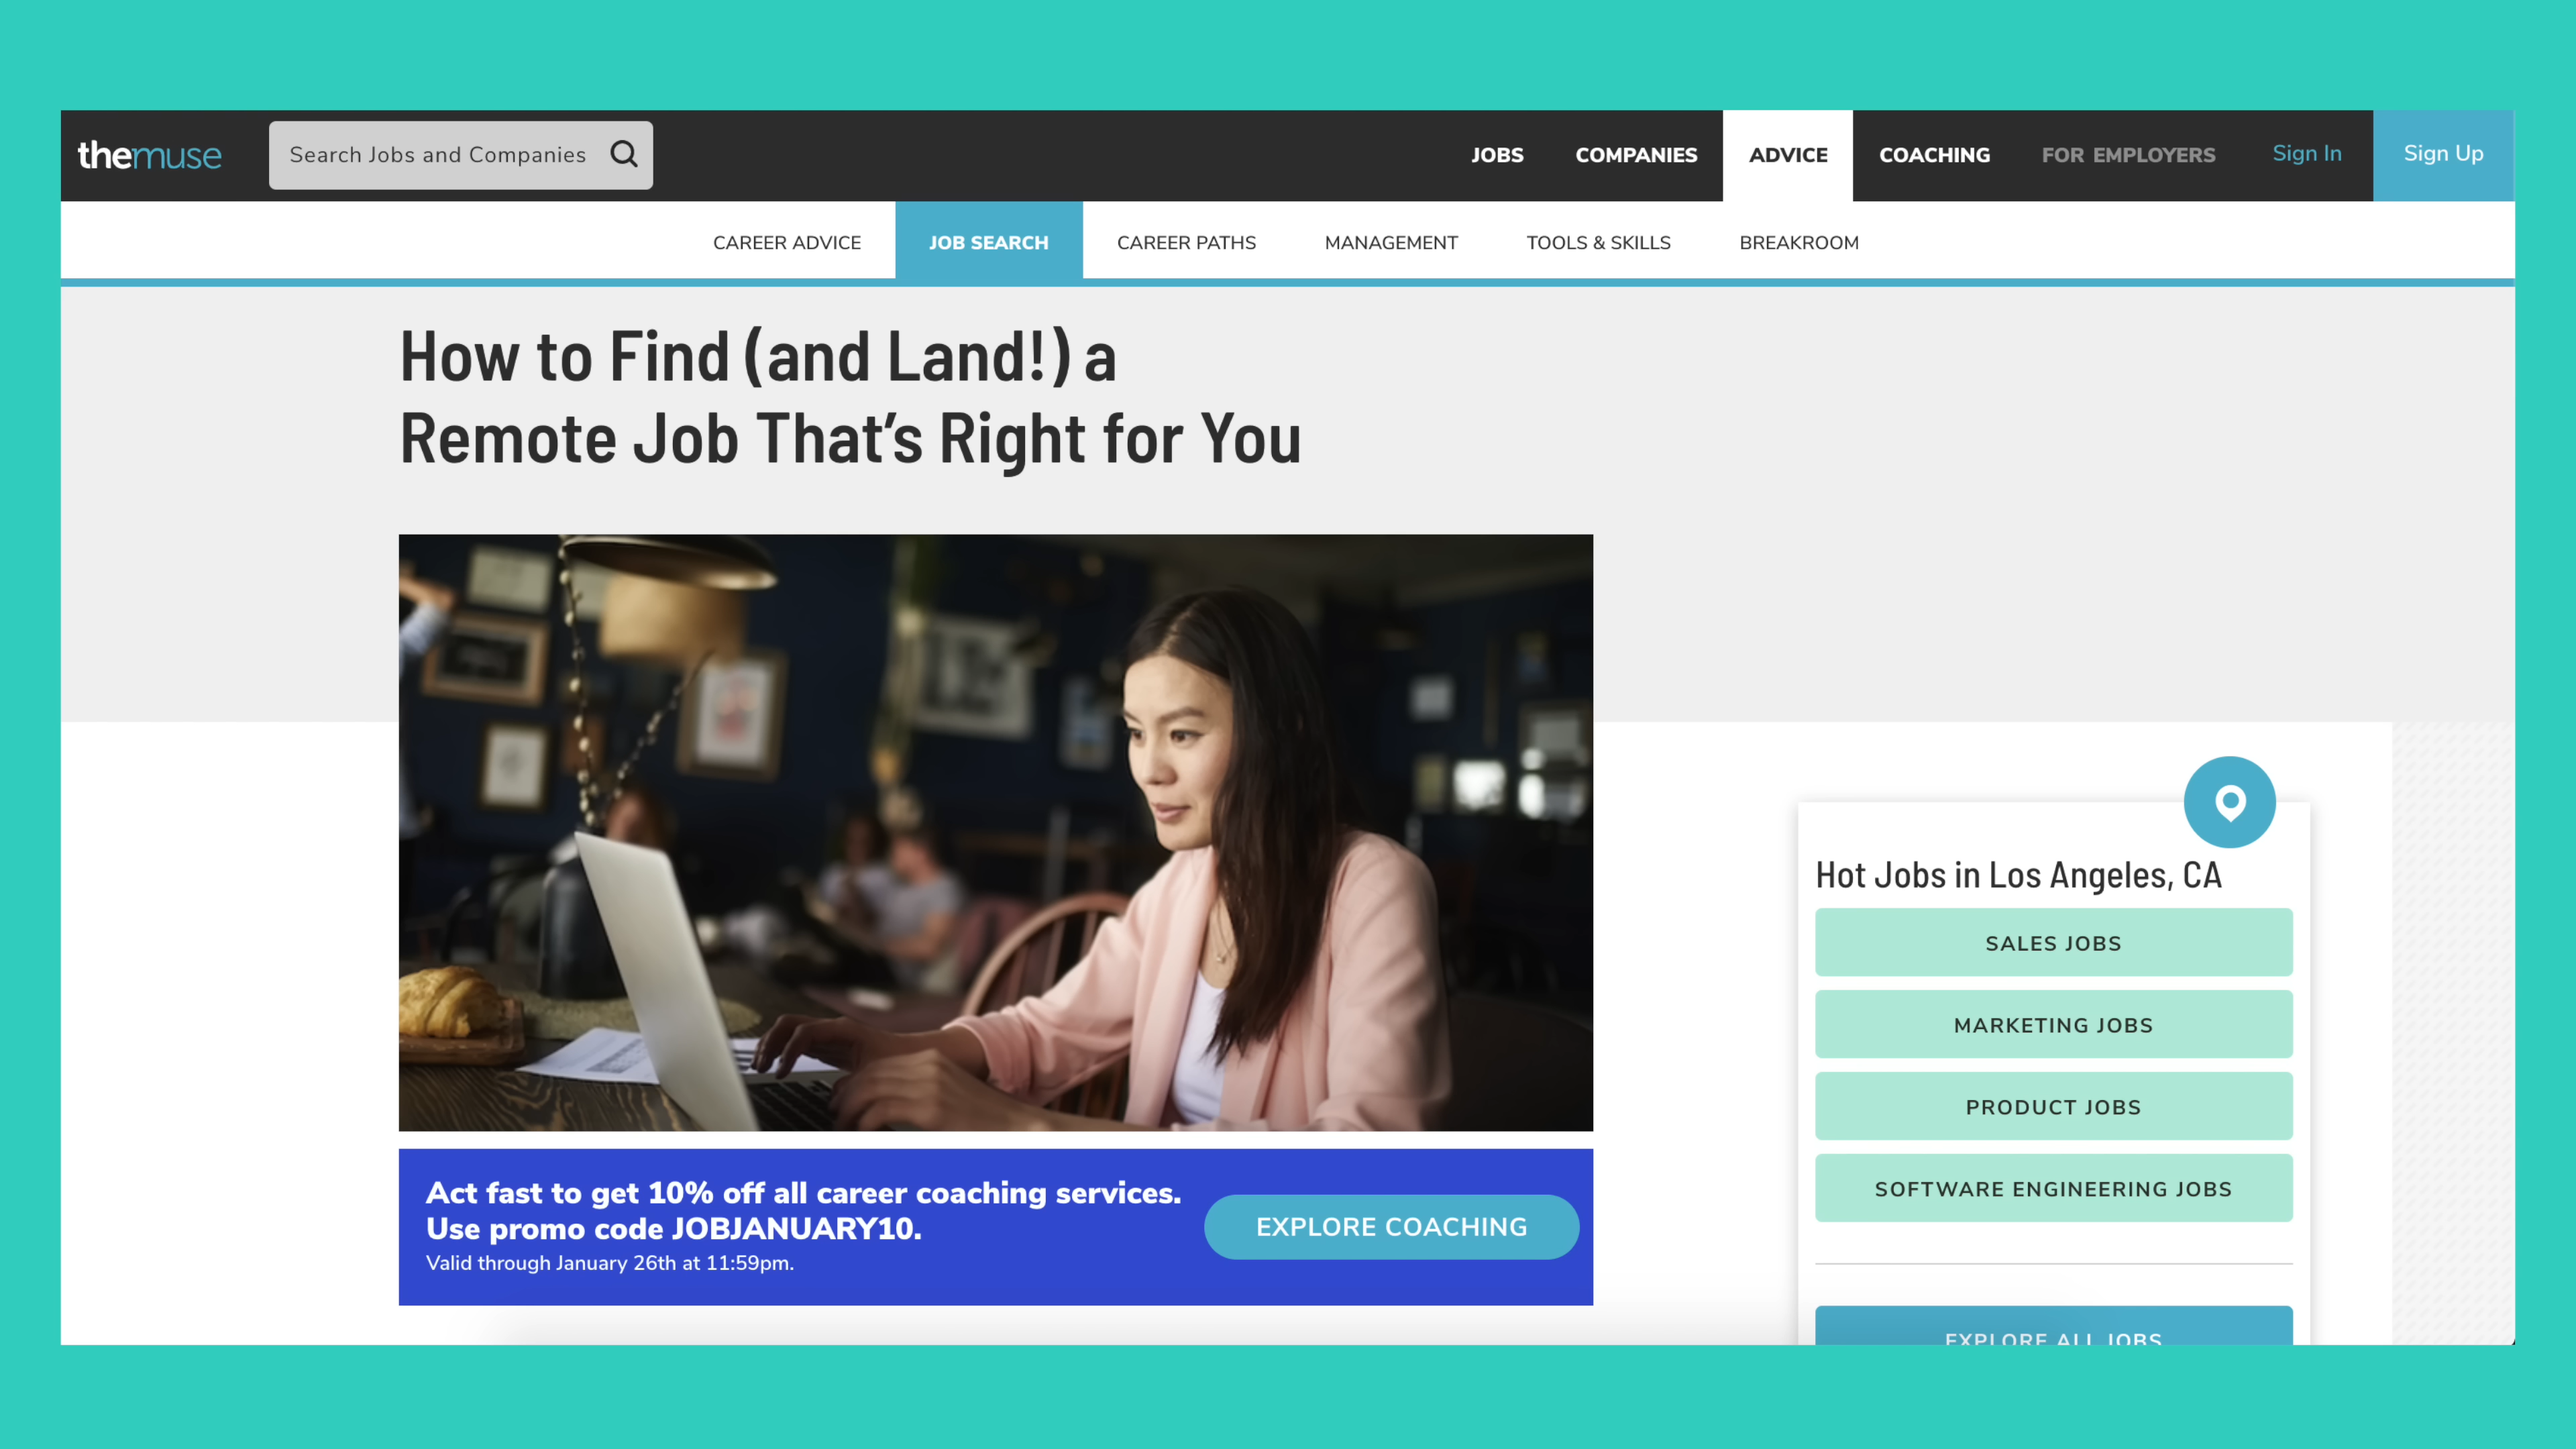 themuse
Search Jobs and Companies
JOBS
COMPANIES
ADVICE
COACHING
FOR EMPLOYERS
Sign In
Sign Up
CAREER ADVICE
JOB SEARCH
CAREER PATHS
MANAGEMENT
TOOLS & SKILLS
BREAKROOM
How to Find (and Land!) a
Remote Job That’s Right for You
Act fast to get 10% off all career coaching services.
Use promo code JOBJANUARY10.
Valid through January 26th at 11:59pm.
EXPLORE COACHING
Hot Jobs in Los Angeles, CA
SALES JOBS
MARKETING JOBS
PRODUCT JOBS
SOFTWARE ENGINEERING JOBS
EXPLORE ALL JOBS